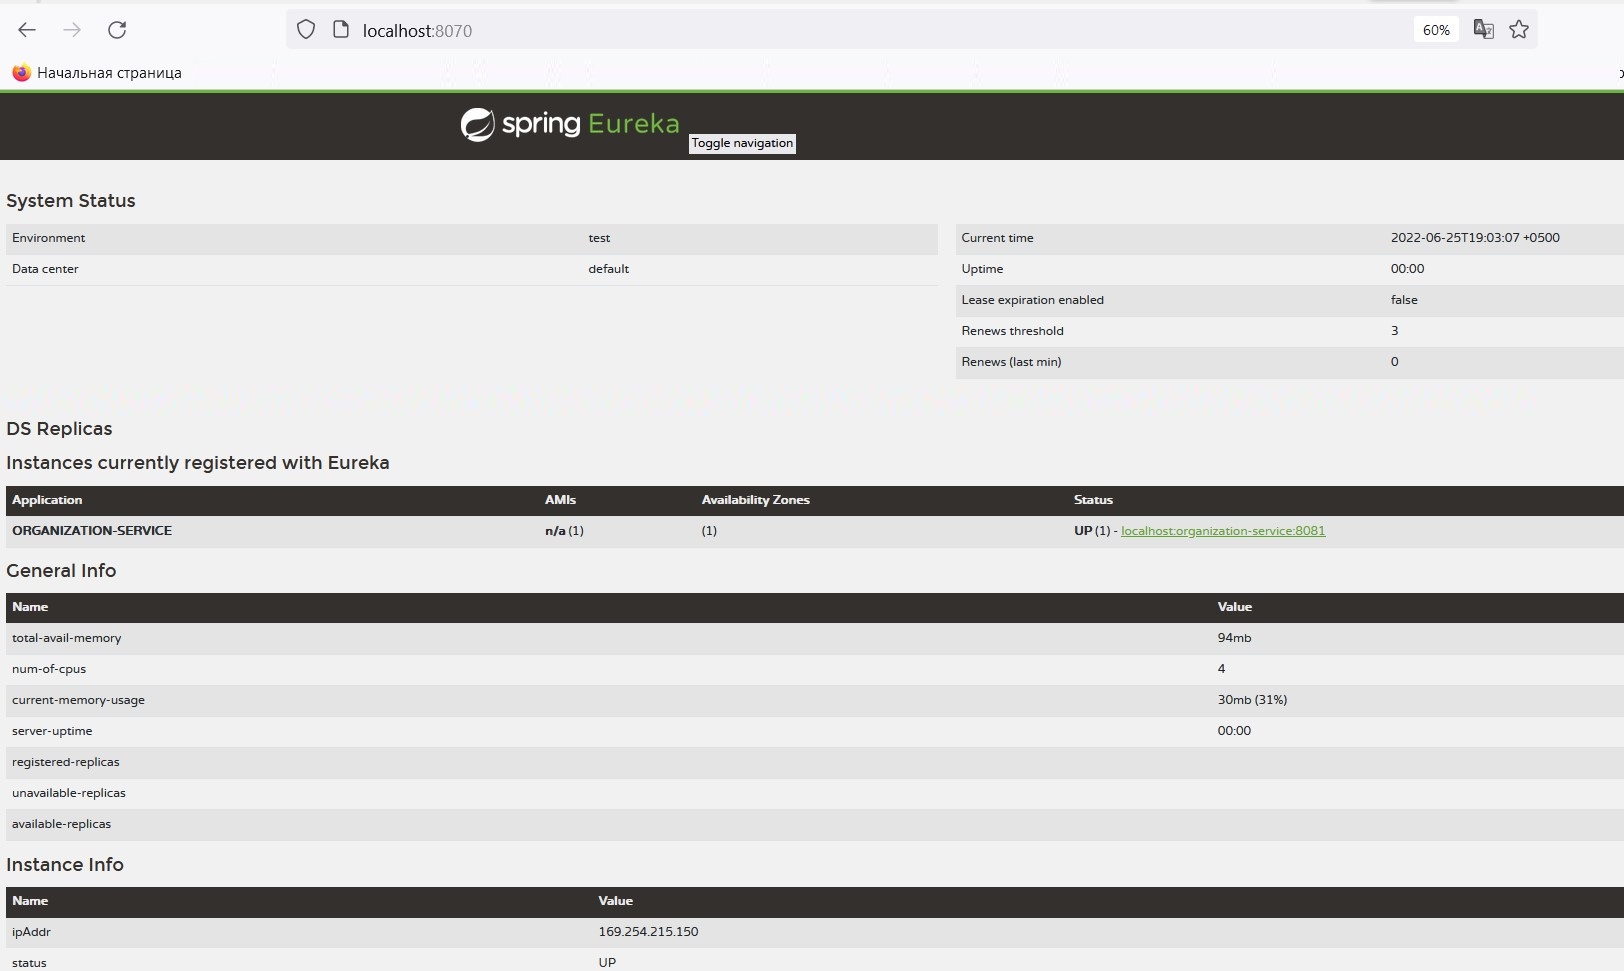 localhost:8070
60%
Начальная страница
spring Eureka
Toggle navigation
System Status
Environment test
Data center default
Current time 2022-06-25T19:03:07 +0500
Uptime 00:00
Lease expiration enabled false
Renews threshold 3
Renews (last min) 0
DS Replicas
Instances currently registered with Eureka
Application AMIs Availability Zones Status
ORGANIZATION-SERVICE n/a (1) (1) UP (1) - localhost:organization-service:8081
General Info
Name Value
total-avail-memory 94mb
num-of-cpus 4
current-memory-usage 30mb (31%)
server-uptime 00:00
registered-replicas
unavailable-replicas
available-replicas
Instance Info
Name Value
ipAddr 169.254.215.150
status UP